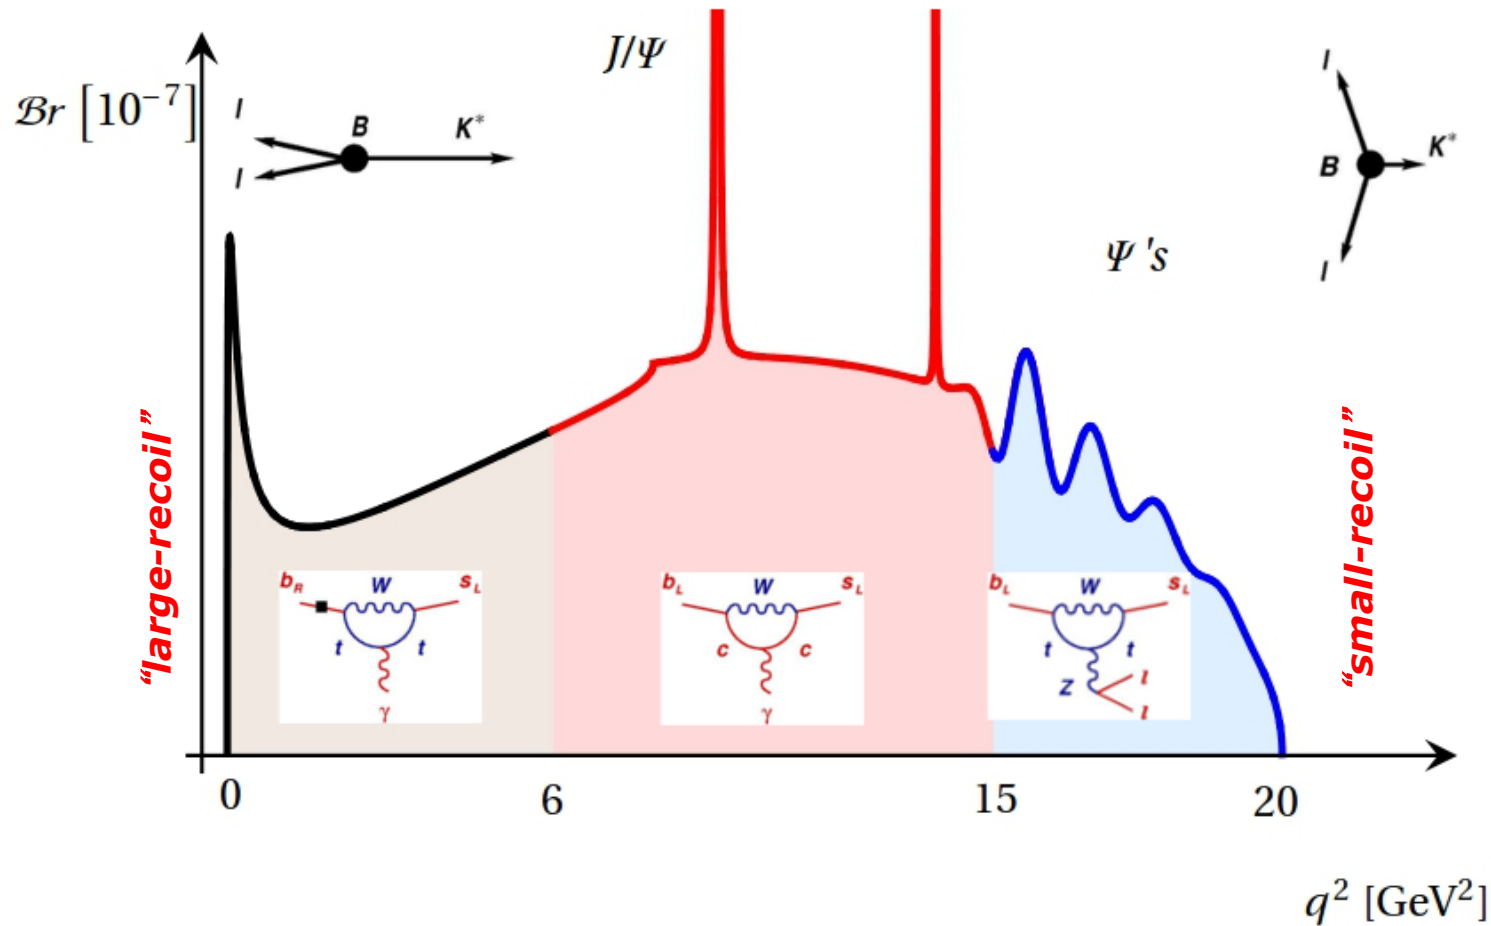 J/Ψ
ℬr [10⁻⁷]
l
B
K*
l
l
B
K*
l
Ψ 's
"large-recoil"
"small-recoil"
b_R
W
s_L
t
t
γ
b_L
W
s_L
c
c
γ
b_L
W
s_L
t
t
Z
l
l
0
6
15
20
q² [GeV²]